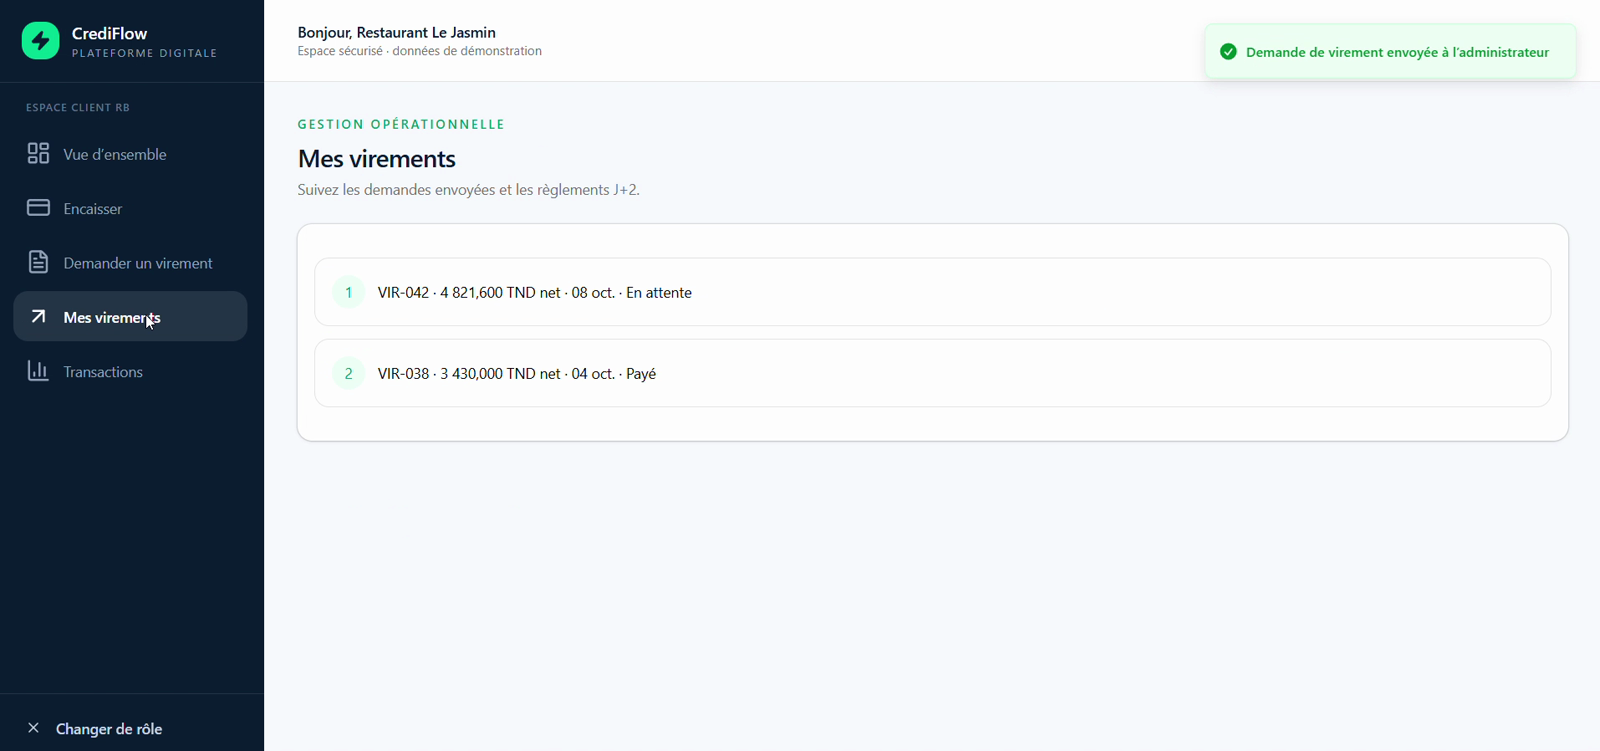 CrediFlow
PLATEFORME DIGITALE
ESPACE CLIENT RB
Vue d’ensemble
Encaisser
Demander un virement
Mes virements
Transactions
Changer de rôle
Bonjour, Restaurant Le Jasmin
Espace sécurisé · données de démonstration
Demande de virement envoyée à l’administrateur
GESTION OPÉRATIONNELLE
Mes virements
Suivez les demandes envoyées et les règlements J+2.
1 VIR-042 · 4 821,600 TND net · 08 oct. · En attente
2 VIR-038 · 3 430,000 TND net · 04 oct. · Payé